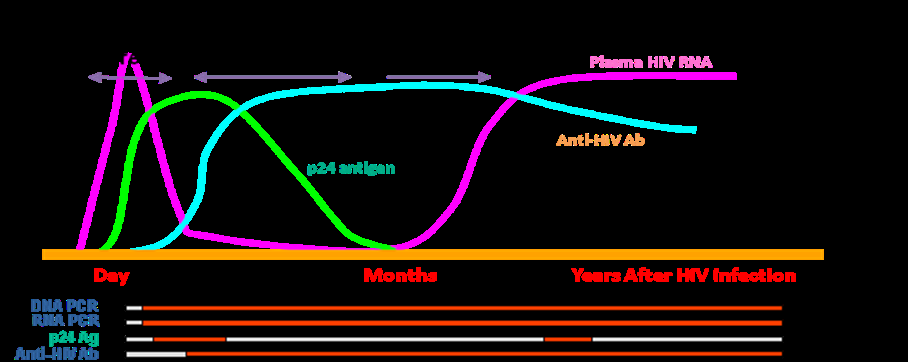 Plasma HIV RNA
Anti-HIV Ab
p24 antigen
Day Months Years After HIV infection
DNA PCR
RNA PCR
p24 Ag
Anti-HIV Ab